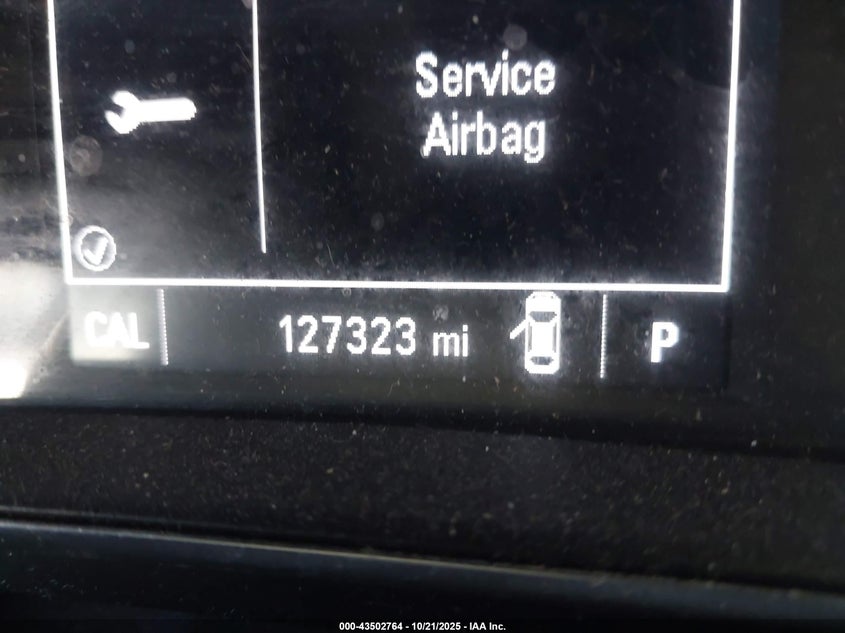 Service
Airbag
CAL 127323 mi P
000-43502764 - 10/21/2025 - IAA Inc.